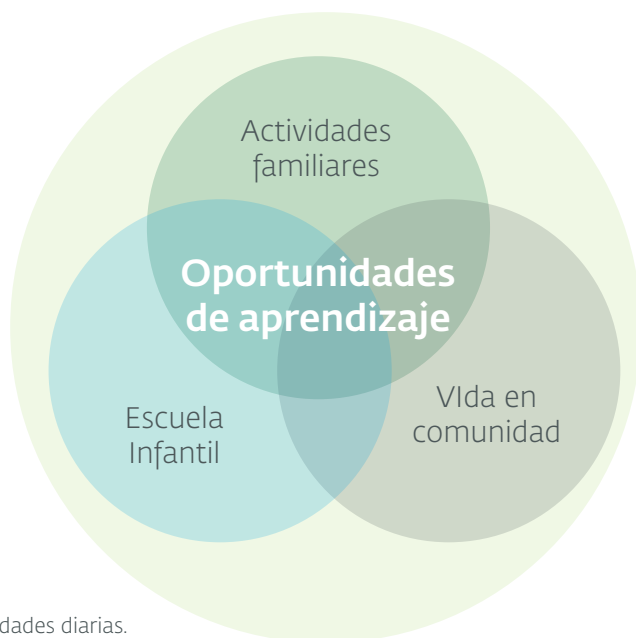 Actividades
familiares
Oportunidades
de aprendizaje
Escuela
Infantil
VIda en
comunidad
dades diarias.